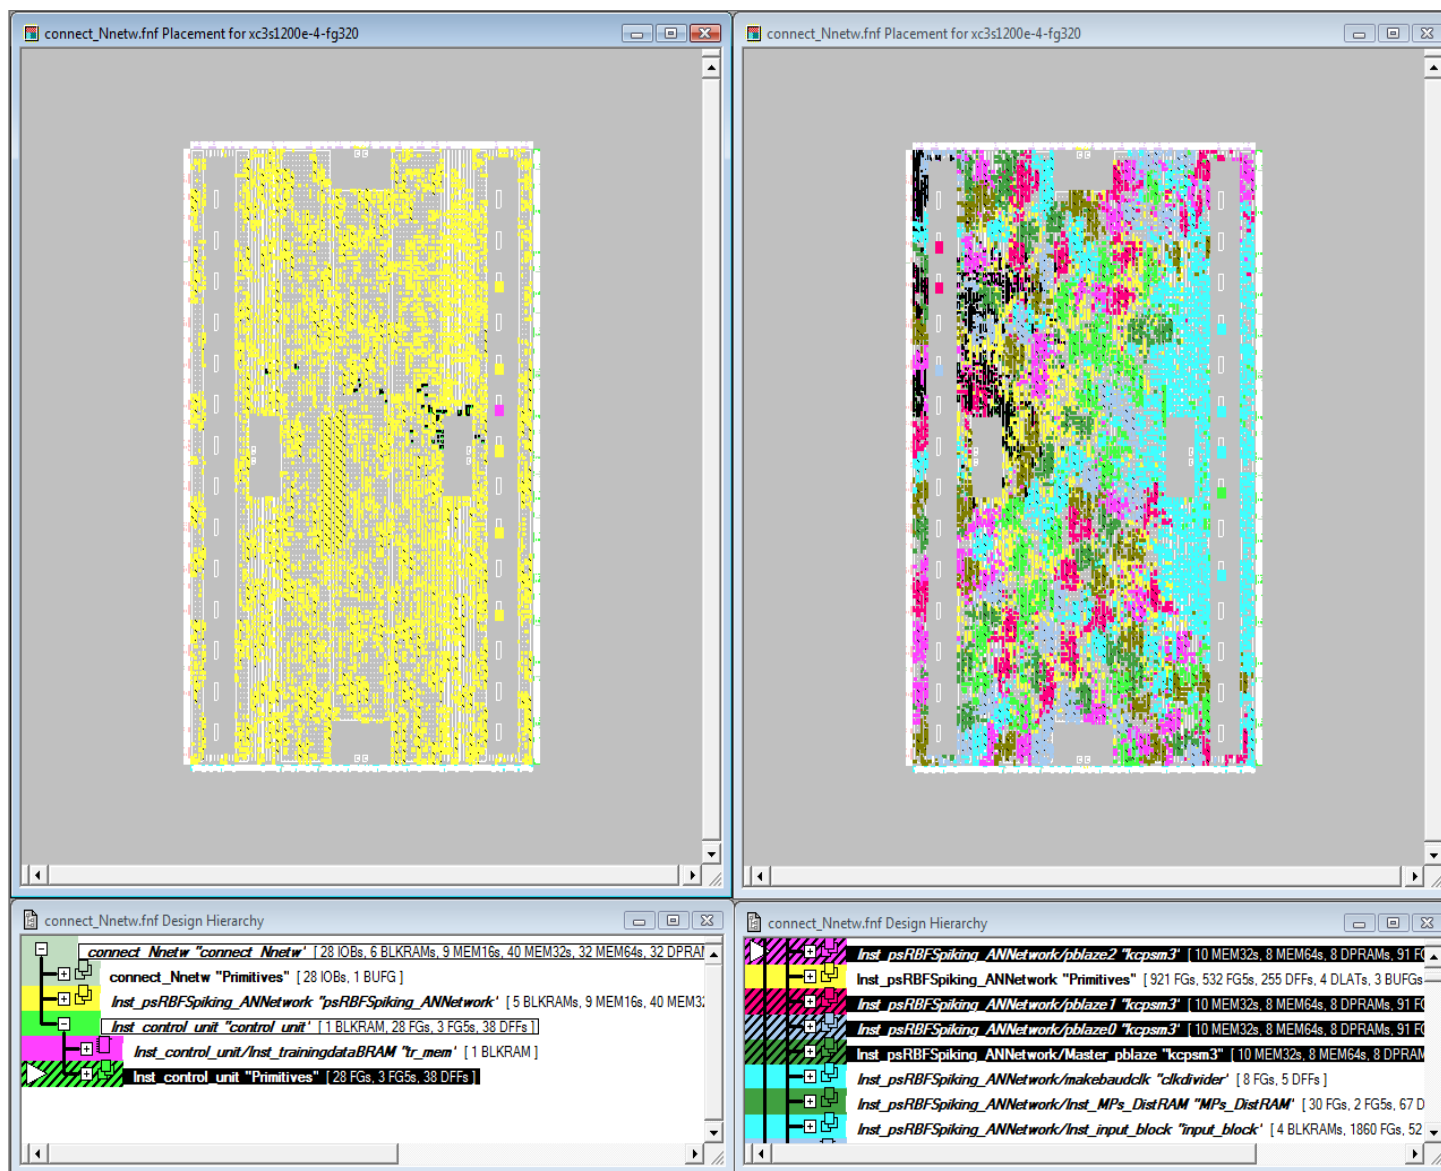 connect_Nnetw.fnf Placement for xc3s1200e-4-fg320
connect_Nnetw.fnf Placement for xc3s1200e-4-fg320
connect_Nnetw.fnf Design Hierarchy
connect_Nnetw "connect_Nnetw" [ 28 IOBs, 6 BLKRAMs, 9 MEM16s, 40 MEM32s, 32 MEM64s, 32 DPRAM
connect_Nnetw "Primitives" [ 28 IOBs, 1 BUFG ]
Inst_psRBFSpiking_ANNetwork "psRBFSpiking_ANNetwork" [ 5 BLKRAMs, 9 MEM16s, 40 MEM32
Inst_control_unit "control_unit" [ 1 BLKRAM, 28 FGs, 3 FG5s, 38 DFFs ]
Inst_control_unit/Inst_trainingdataBRAM "tr_mem" [ 1 BLKRAM ]
Inst_control_unit "Primitives" [ 28 FGs, 3 FG5s, 38 DFFs ]
connect_Nnetw.fnf Design Hierarchy
Inst_psRBFSpiking_ANNetwork/pblaze2 "kcpsm3" [ 10 MEM32s, 8 MEM64s, 8 DPRAMs, 91 FG
Inst_psRBFSpiking_ANNetwork "Primitives" [ 921 FGs, 532 FG5s, 255 DFFs, 4 DLATs, 3 BUFGs
Inst_psRBFSpiking_ANNetwork/pblaze1 "kcpsm3" [ 10 MEM32s, 8 MEM64s, 8 DPRAMs, 91 FG
Inst_psRBFSpiking_ANNetwork/pblaze0 "kcpsm3" [ 10 MEM32s, 8 MEM64s, 8 DPRAMs, 91 FG
Inst_psRBFSpiking_ANNetwork/Master_pblaze "kcpsm3" [ 10 MEM32s, 8 MEM64s, 8 DPRAM
Inst_psRBFSpiking_ANNetwork/makebaudclk "clkdivider" [ 8 FGs, 5 DFFs ]
Inst_psRBFSpiking_ANNetwork/Inst_MPs_DistRAM "MPs_DistRAM" [ 30 FGs, 2 FG5s, 67 D
Inst_psRBFSpiking_ANNetwork/Inst_input_block "input_block" [ 4 BLKRAMs, 1860 FGs, 52